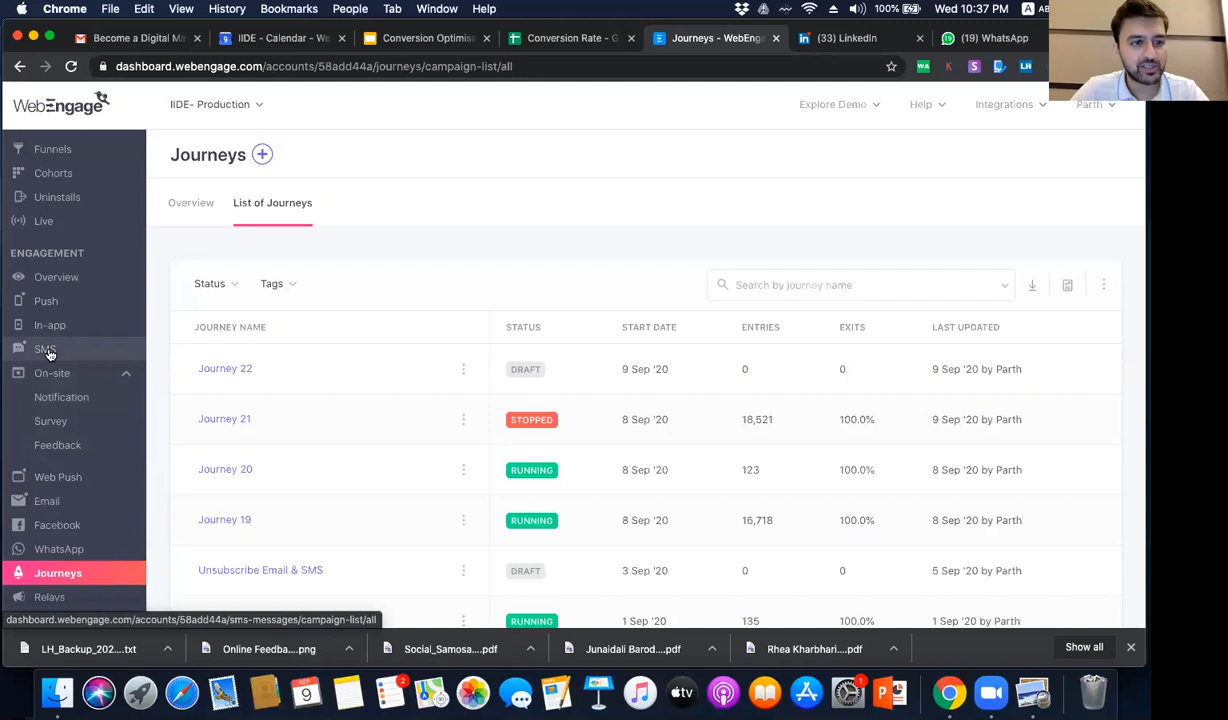 Chrome File Edit View History Bookmarks People Tab Window Help
100% Wed 10:37 PM A
Become a Digital Ma
IIDE - Calendar - We
Conversion Optimis
Conversion Rate - G
Journeys - WebEnga
(33) LinkedIn
(19) WhatsApp
dashboard.webengage.com/accounts/58add44a/journeys/campaign-list/all
WA K S LH
WebEngage
IIDE- Production
Explore Demo
Help
Integrations
Parth
Funnels
Cohorts
Uninstalls
Live
ENGAGEMENT
Overview
Push
In-app
SMS
On-site
Notification
Survey
Feedback
Web Push
Email
Facebook
WhatsApp
Journeys
Relays
Journeys
Overview List of Journeys
Status Tags Search by journey name
JOURNEY NAME STATUS START DATE ENTRIES EXITS LAST UPDATED
Journey 22 DRAFT 9 Sep '20 0 0 9 Sep '20 by Parth
Journey 21 STOPPED 8 Sep '20 18,521 100.0% 9 Sep '20 by Parth
Journey 20 RUNNING 8 Sep '20 123 100.0% 8 Sep '20 by Parth
Journey 19 RUNNING 8 Sep '20 16,718 100.0% 8 Sep '20 by Parth
Unsubscribe Email & SMS DRAFT 3 Sep '20 0 0 5 Sep '20 by Parth
RUNNING 1 Sep '20 135 100.0% 1 Sep '20 by Parth
dashboard.webengage.com/accounts/58add44a/sms-messages/campaign-list/all
LH_Backup_202....txt
Online Feedba....png
Social_Samosa...pdf
Junaidali Barod....pdf
Rhea Kharbhari....pdf
Show all
SEP
9
2
tv
1